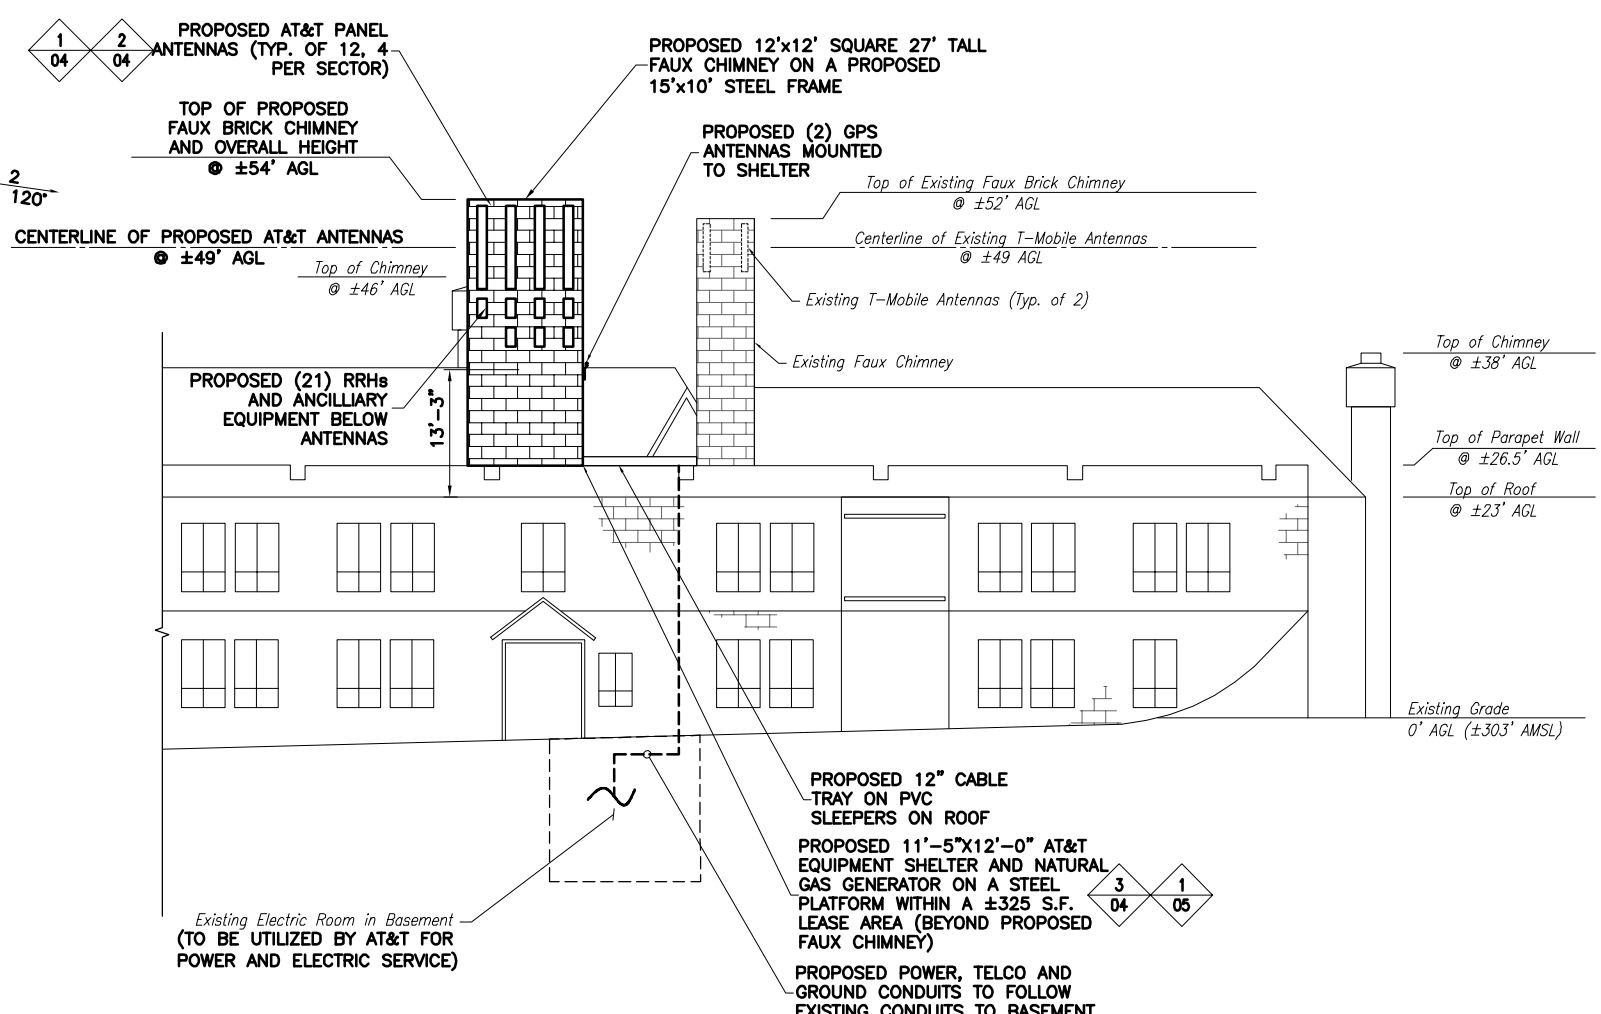 1
04
2
04
PROPOSED AT&T PANEL
ANTENNAS (TYP. OF 12, 4
PER SECTOR)
PROPOSED 12'x12' SQUARE 27' TALL
FAUX CHIMNEY ON A PROPOSED
15'x10' STEEL FRAME
TOP OF PROPOSED
FAUX BRICK CHIMNEY
AND OVERALL HEIGHT
@ ±54' AGL
PROPOSED (2) GPS
ANTENNAS MOUNTED
TO SHELTER
2
120°
Top of Existing Faux Brick Chimney
@ ±52' AGL
CENTERLINE OF PROPOSED AT&T ANTENNAS
@ ±49' AGL
Centerline of Existing T-Mobile Antennas
@ ±49 AGL
Top of Chimney
@ ±46' AGL
Existing T-Mobile Antennas (Typ. of 2)
Existing Faux Chimney
Top of Chimney
@ ±38' AGL
PROPOSED (21) RRHs
AND ANCILLIARY
EQUIPMENT BELOW
ANTENNAS
13'-3"
Top of Parapet Wall
@ ±26.5' AGL
Top of Roof
@ ±23' AGL
Existing Grade
0' AGL (±303' AMSL)
PROPOSED 12" CABLE
TRAY ON PVC
SLEEPERS ON ROOF
PROPOSED 11'-5"X12'-0" AT&T
EQUIPMENT SHELTER AND NATURAL
GAS GENERATOR ON A STEEL
PLATFORM WITHIN A ±325 S.F.
LEASE AREA (BEYOND PROPOSED
FAUX CHIMNEY)
3
04
1
05
Existing Electric Room in Basement
(TO BE UTILIZED BY AT&T FOR
POWER AND ELECTRIC SERVICE)
PROPOSED POWER, TELCO AND
GROUND CONDUITS TO FOLLOW
EXISTING CONDUITS TO BASEMENT